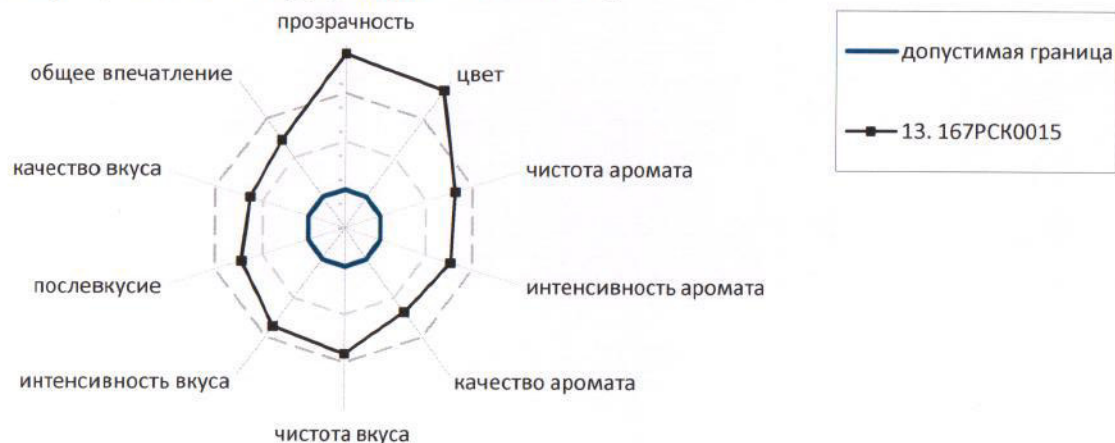 прозрачность
общее впечатление
цвет
качество вкуса
чистота аромата
послевкусие
интенсивность аромата
интенсивность вкуса
качество аромата
чистота вкуса
допустимая граница
13. 167РСК0015